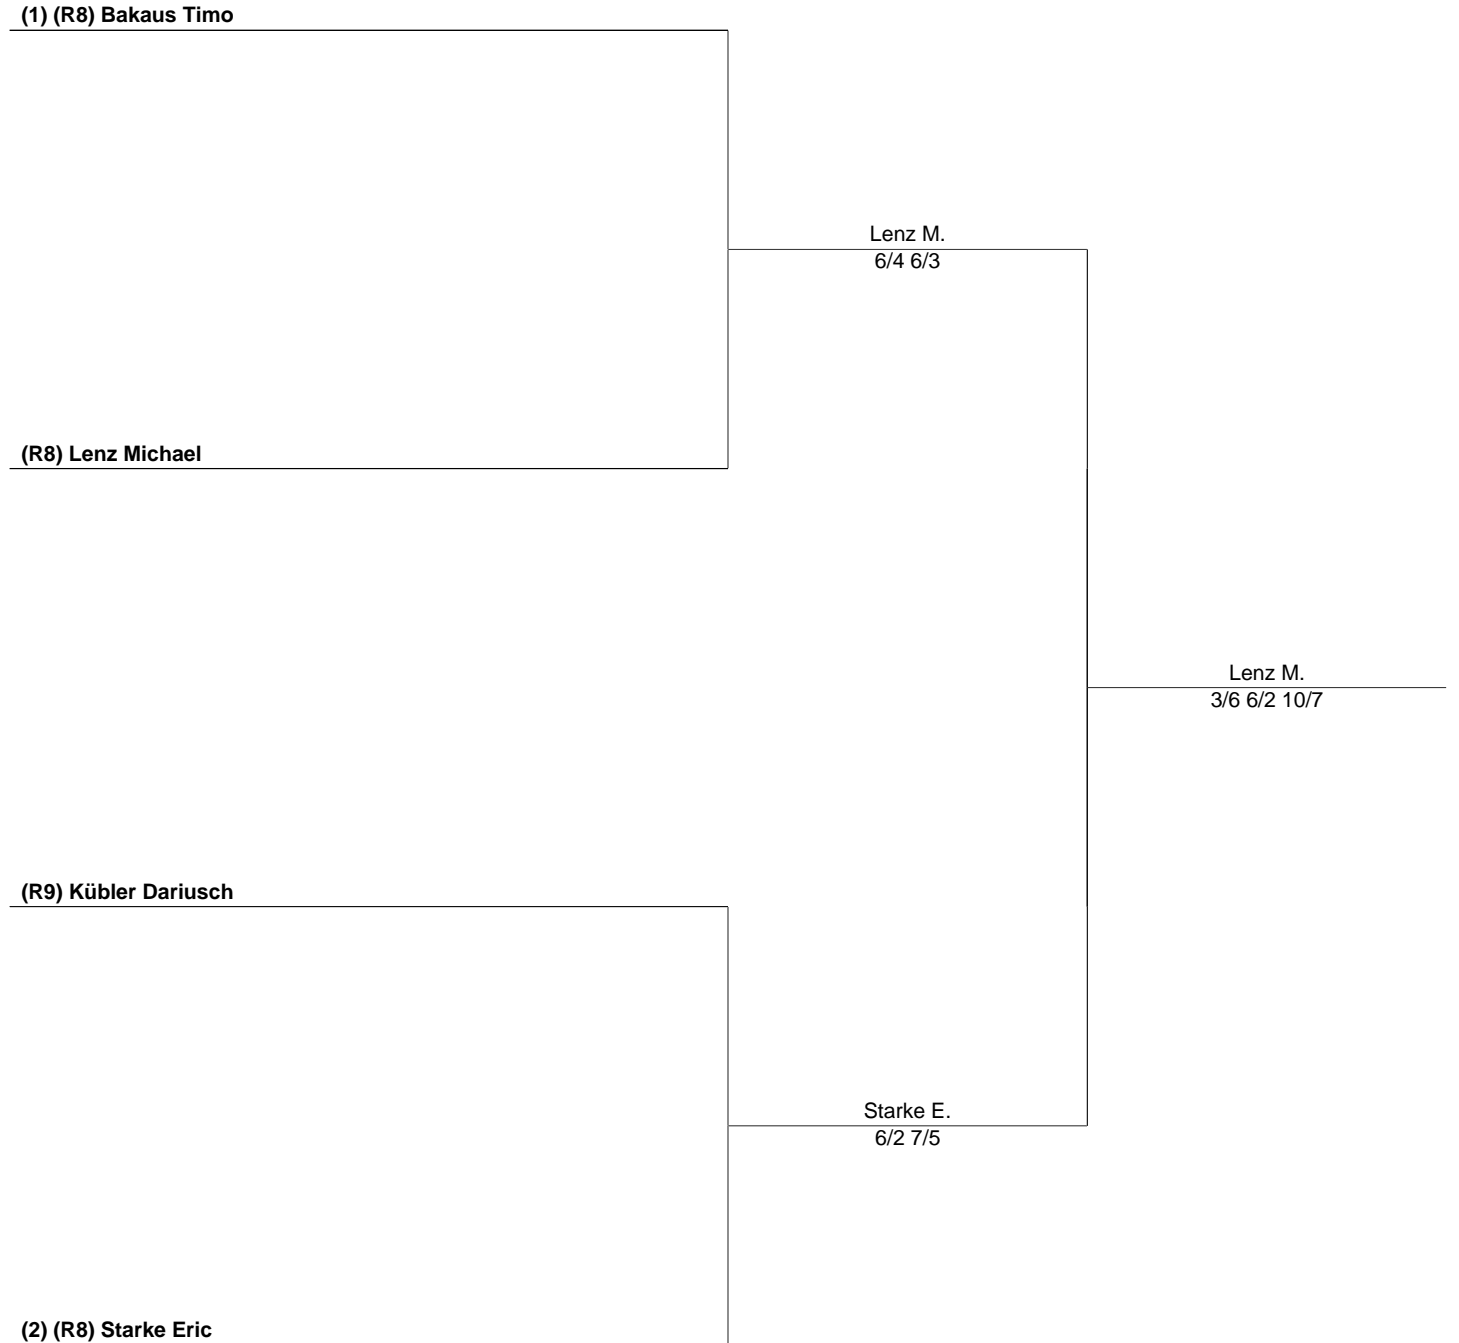 (1) (R8) Bakaus Timo
Lenz M.
6/4 6/3
(R8) Lenz Michael
Lenz M.
3/6 6/2 10/7
(R9) Kübler Dariusch
Starke E.
6/2 7/5
(2) (R8) Starke Eric